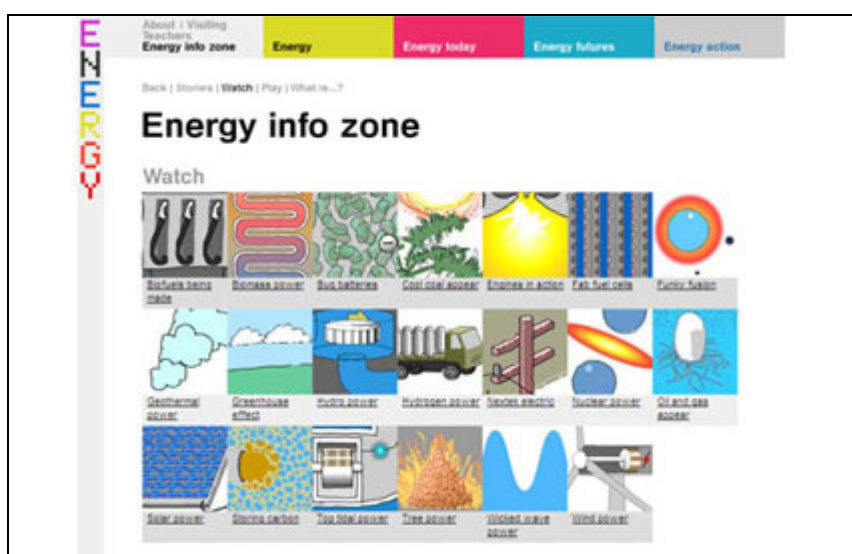 ENERGY
About | Visiting
Teachers
Energy info zone
Energy
Energy today
Energy futures
Energy action
Back | Stories | Watch | Play | What is...?
Energy info zone
Watch
Biofuels being made
Biomass power
Bug batteries
Cool coal appear
Engines in action
Fab fuel cells
Funky fusion
Geothermal power
Greenhouse effect
Hydro power
Hydrogen power
electric
Nuclear power
Oil and gas appear
Solar power
Storing carbon
Top tidal power
Tree power
Wicked wave power
Wind power